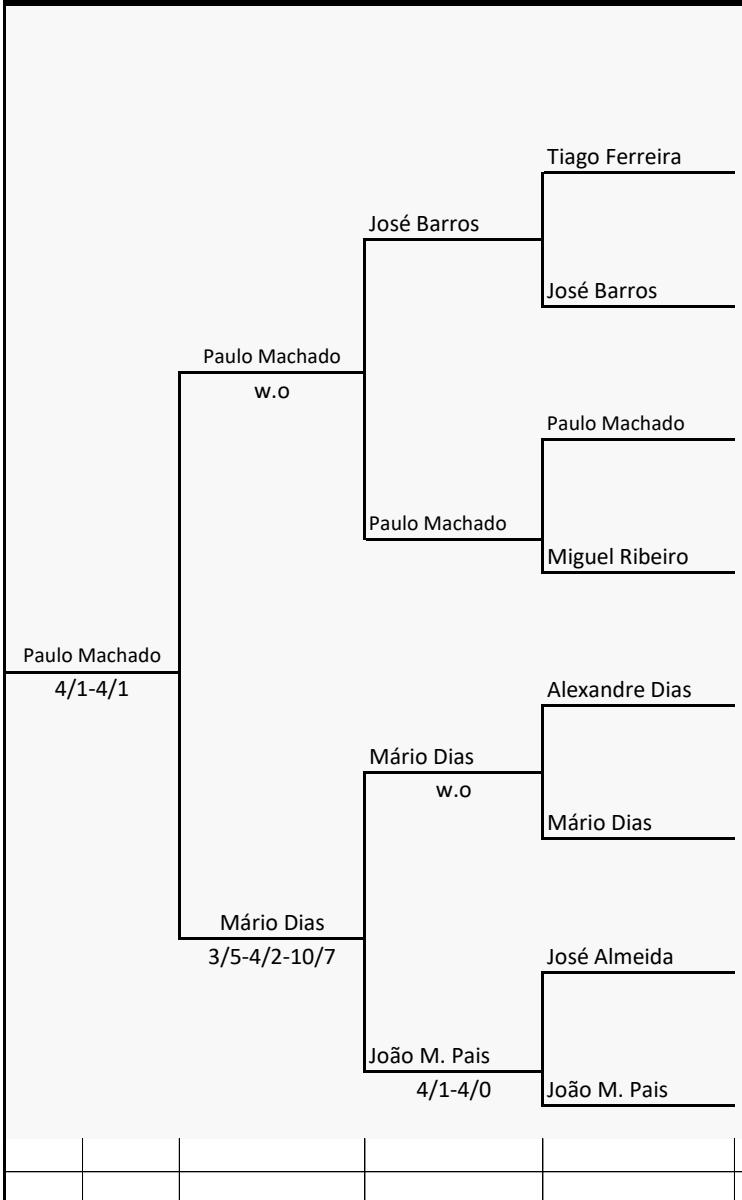 Tiago Ferreira
José Barros
José Barros
Paulo Machado
w.o
Paulo Machado
Paulo Machado
Miguel Ribeiro
Paulo Machado
4/1-4/1
Alexandre Dias
Mário Dias
w.o
Mário Dias
Mário Dias
3/5-4/2-10/7
José Almeida
João M. Pais
4/1-4/0
João M. Pais